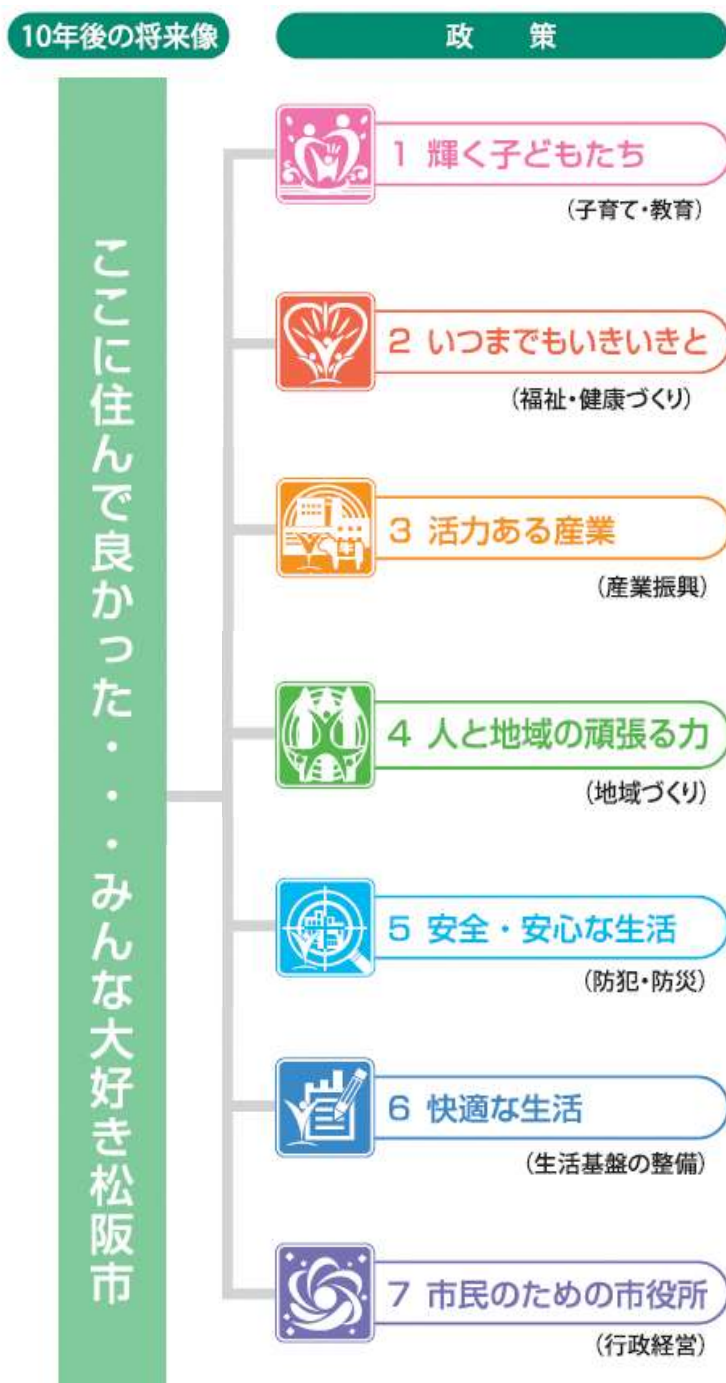 10年後の将来像
政策
ここに住んで良かった・・・みんな大好き松阪市
1 輝く子どもたち
(子育て・教育)
2 いつまでもいきいきと
(福祉・健康づくり)
3 活力ある産業
(産業振興)
4 人と地域の頑張る力
(地域づくり)
5 安全・安心な生活
(防犯・防災)
6 快適な生活
(生活基盤の整備)
7 市民のための市役所
(行政経営)